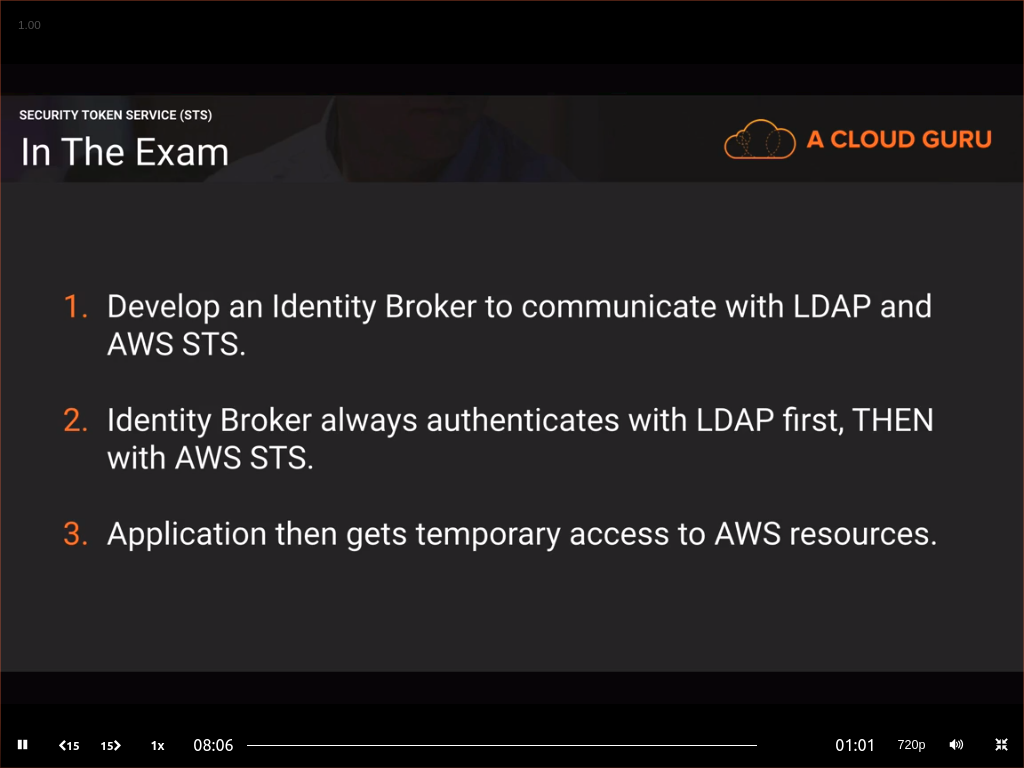 1.00
SECURITY TOKEN SERVICE (STS)
In The Exam
A CLOUD GURU
1. Develop an Identity Broker to communicate with LDAP and
AWS STS.
2. Identity Broker always authenticates with LDAP first, THEN
with AWS STS.
3. Application then gets temporary access to AWS resources.
15 15 1x 08:06 01:01 720p